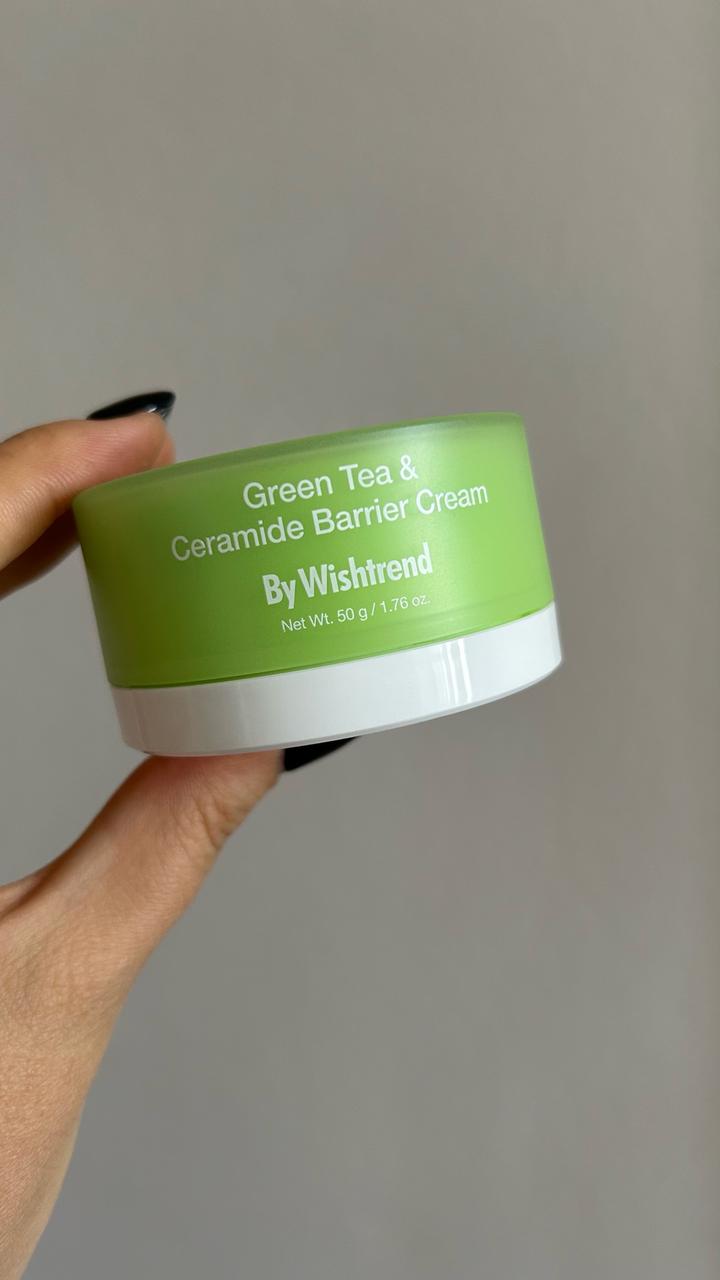 Green Tea &
Ceramide Barrier Cream
By Wishtrend
Net Wt. 50 g / 1.76 oz.